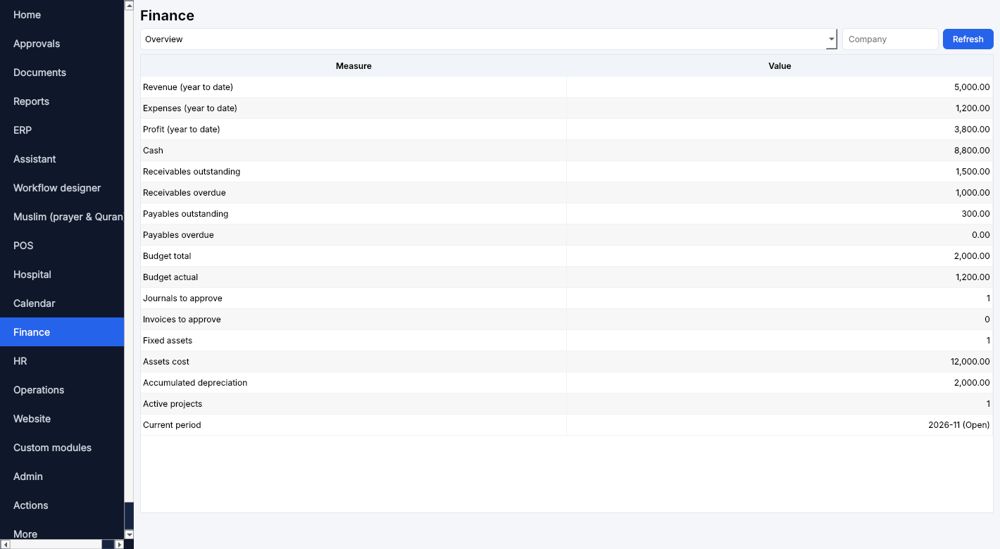 Home
Approvals
Documents
Reports
ERP
Assistant
Workflow designer
Muslim (prayer & Quran
POS
Hospital
Calendar
Finance
HR
Operations
Website
Custom modules
Admin
Actions
More
Finance
Overview Company Refresh
Measure Value
Revenue (year to date) 5,000.00
Expenses (year to date) 1,200.00
Profit (year to date) 3,800.00
Cash 8,800.00
Receivables outstanding 1,500.00
Receivables overdue 1,000.00
Payables outstanding 300.00
Payables overdue 0.00
Budget total 2,000.00
Budget actual 1,200.00
Journals to approve 1
Invoices to approve 0
Fixed assets 1
Assets cost 12,000.00
Accumulated depreciation 2,000.00
Active projects 1
Current period 2026-11 (Open)